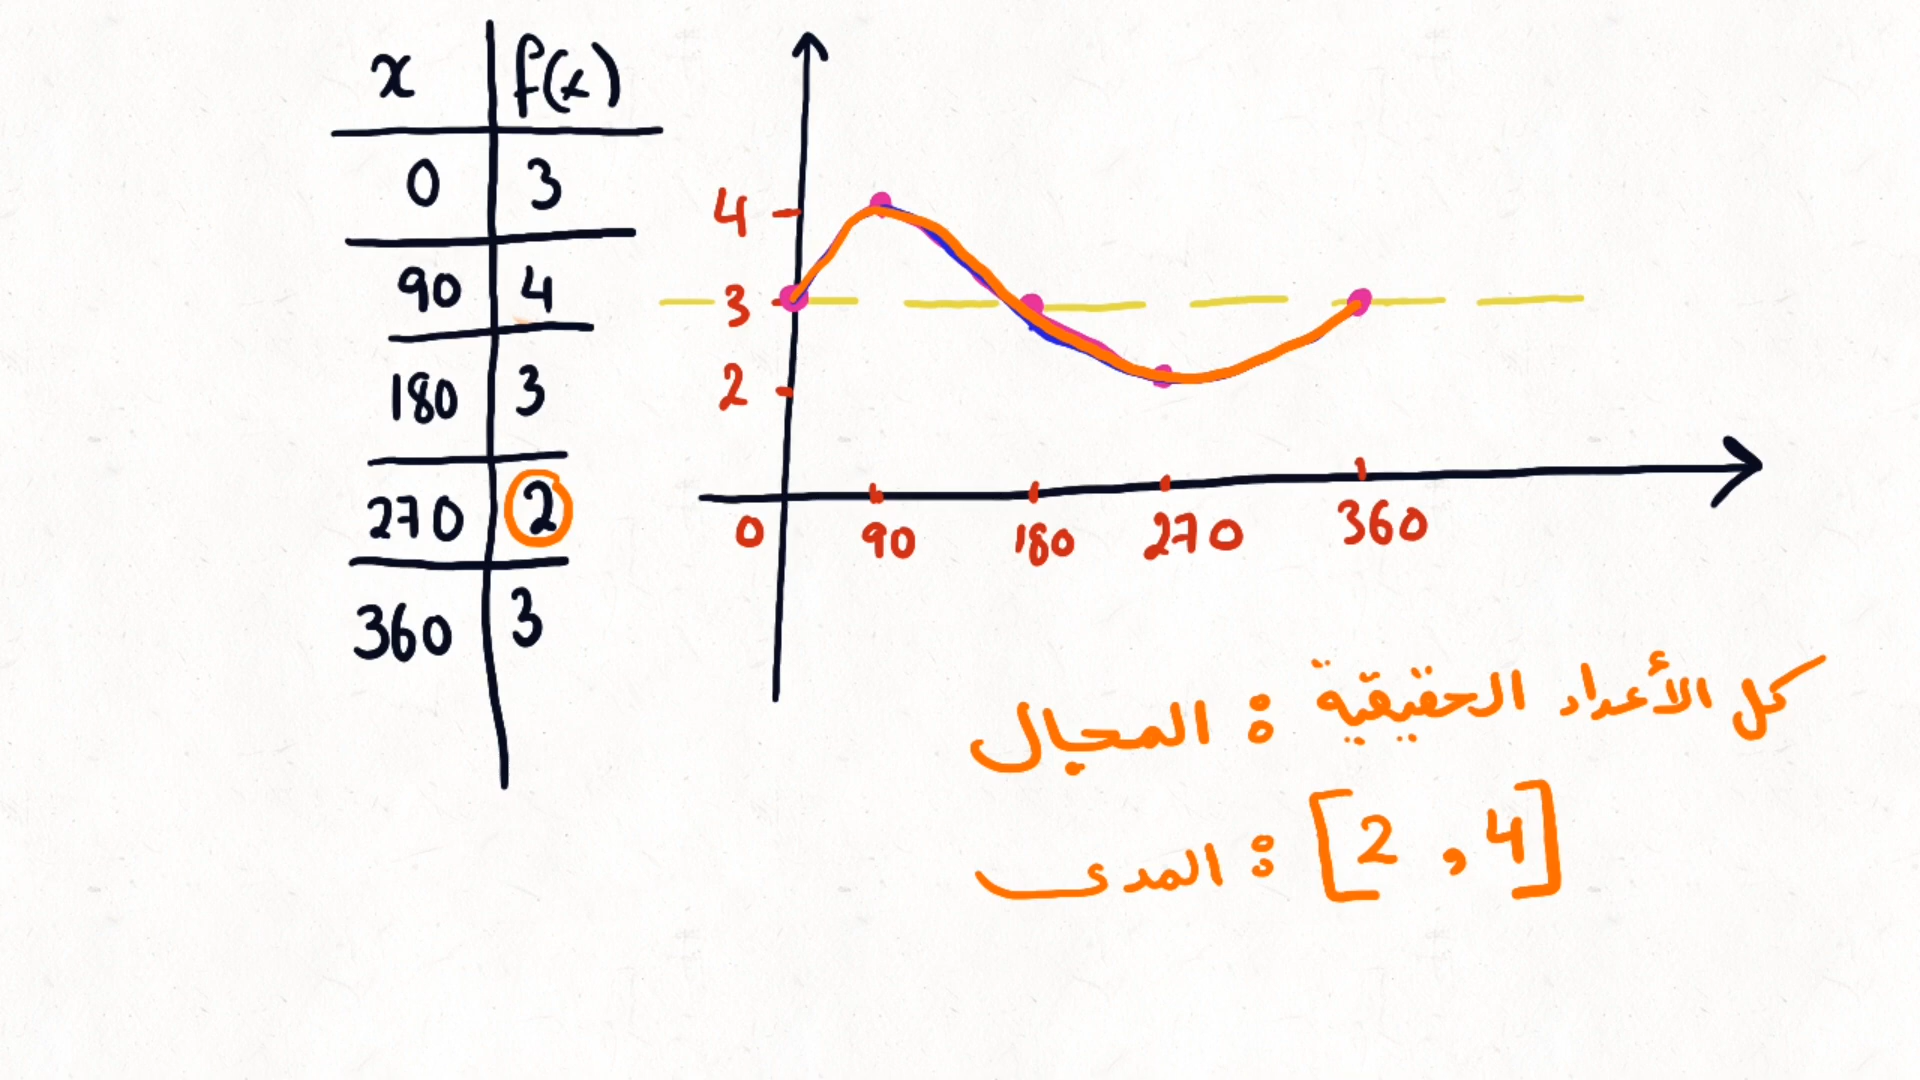 x f(x)
0 3
90 4
180 3
270 2
360 3
4
3
2
0 90 180 270 360
كل الأعداد الحقيقية : المجال
المدى : [2 , 4]